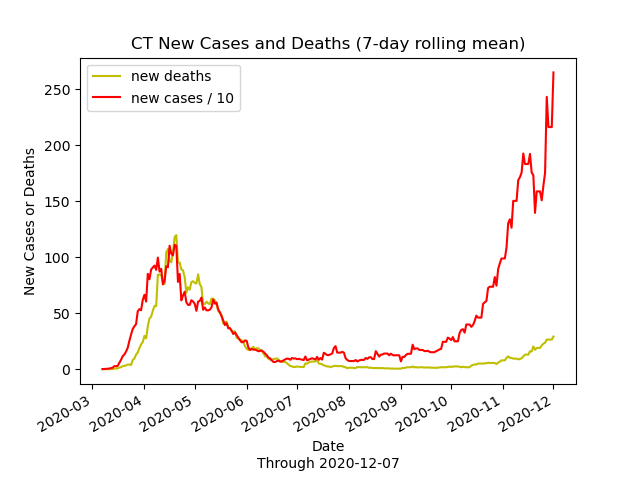 CT New Cases and Deaths (7-day rolling mean)
new deaths
new cases / 10
New Cases or Deaths
250
200
150
100
50
0
2020-03
2020-04
2020-05
2020-06
2020-07
2020-08
2020-09
2020-10
2020-11
2020-12
Date
Through 2020-12-07